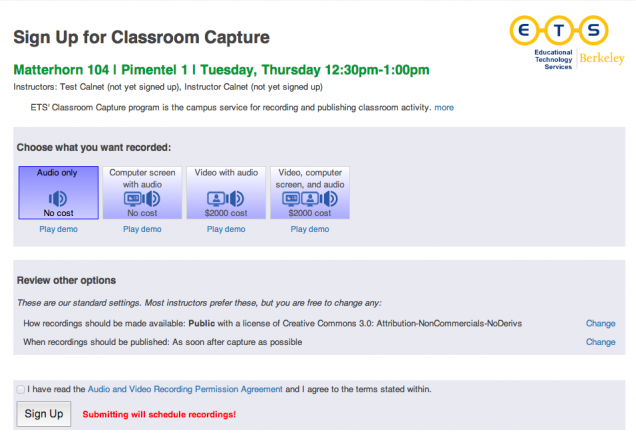 Sign Up for Classroom Capture
E T S
Educational
Technology
Services
Berkeley
Matterhorn 104 | Pimentel 1 | Tuesday, Thursday 12:30pm-1:00pm
Instructors: Test Calnet (not yet signed up), Instructor Calnet (not yet signed up)
ETS' Classroom Capture program is the campus service for recording and publishing classroom activity. more
Choose what you want recorded:
Audio only
No cost
Play demo
Computer screen
with audio
No cost
Play demo
Video with audio
$2000 cost
Play demo
Video, computer
screen, and audio
$2000 cost
Play demo
Review other options
These are our standard settings. Most instructors prefer these, but you are free to change any:
How recordings should be made available: Public with a license of Creative Commons 3.0: Attribution-NonCommercials-NoDerivs Change
When recordings should be published: As soon after capture as possible Change
I have read the Audio and Video Recording Permission Agreement and I agree to the terms stated within.
Sign Up Submitting will schedule recordings!